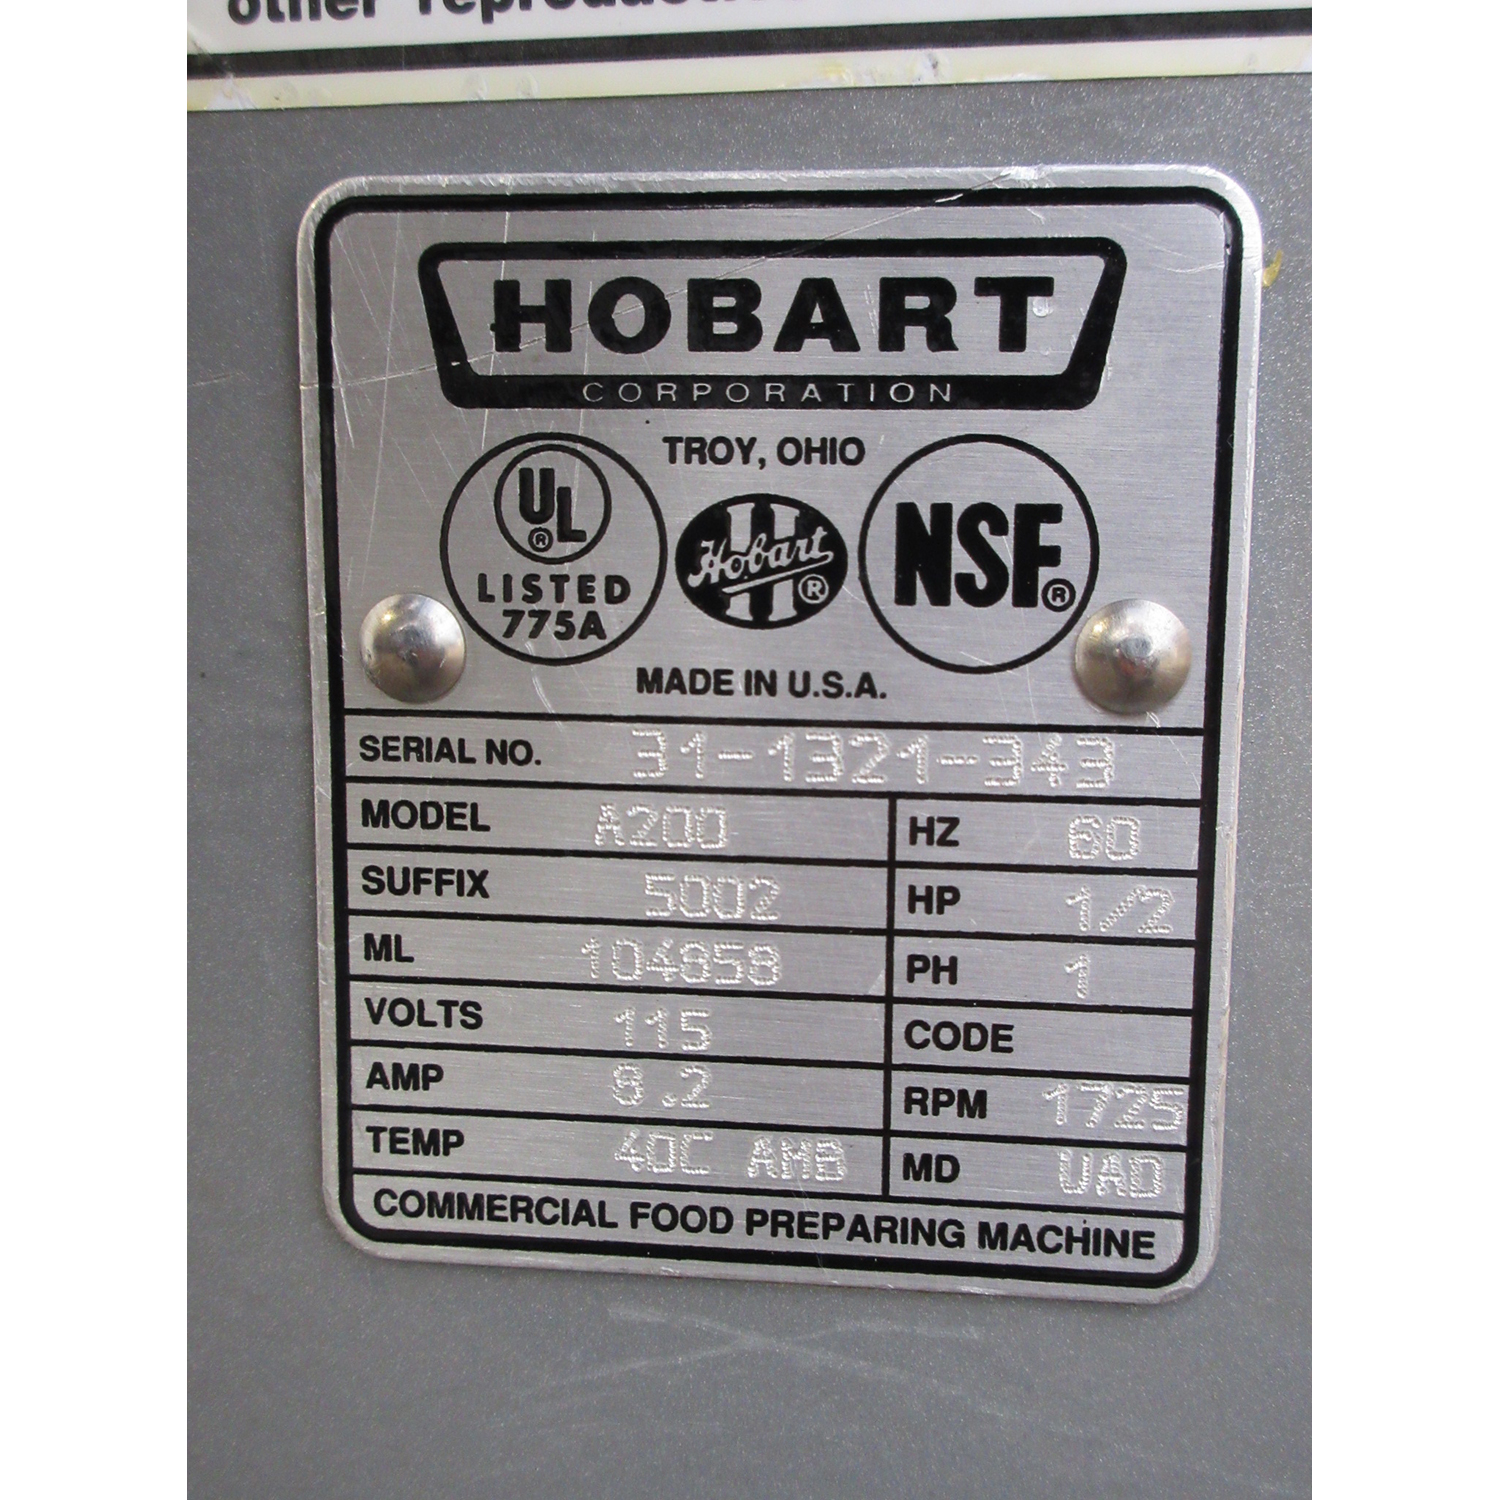 other
HOBART
CORPORATION
TROY, OHIO
UL®
LISTED
775A
Hobart®
NSF®
MADE IN U.S.A.
SERIAL NO. 31-1321-343
MODEL A200 HZ 60
SUFFIX 5002 HP 1/2
ML 104858 PH 1
VOLTS 115 CODE
AMP 8.2 RPM 1725
TEMP 40C AMB MD UAD
COMMERCIAL FOOD PREPARING MACHINE